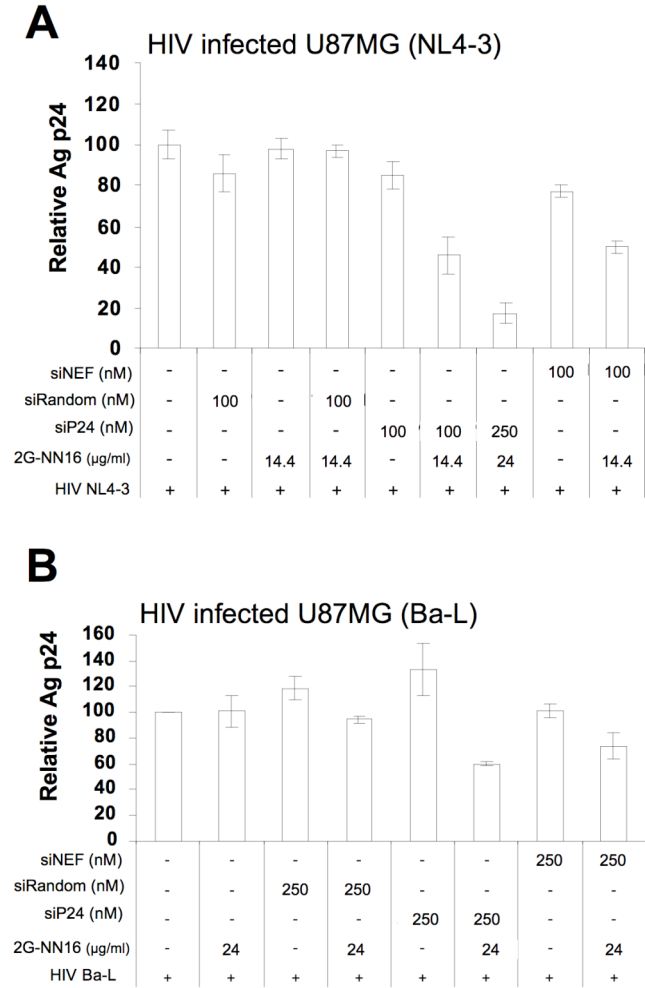 A
HIV infected U87MG (NL4-3)
Relative Ag p24
140
120
100
80
60
40
20
0
siNEF (nM) - - - - - - - 100 100
siRandom (nM) - 100 - 100 - - - - -
siP24 (nM) - - - - 100 100 250 - -
2G-NN16 (µg/ml) - - 14.4 14.4 - 14.4 24 - 14.4
HIV NL4-3 + + + + + + + + +
B
HIV infected U87MG (Ba-L)
Relative Ag p24
160
140
120
100
80
60
40
20
0
siNEF (nM) - - - - - - 250 250
siRandom (nM) - - 250 250 - - - -
siP24 (nM) - - - - 250 250 - -
2G-NN16 (µg/ml) - 24 - 24 - 24 - 24
HIV Ba-L + + + + + + + +